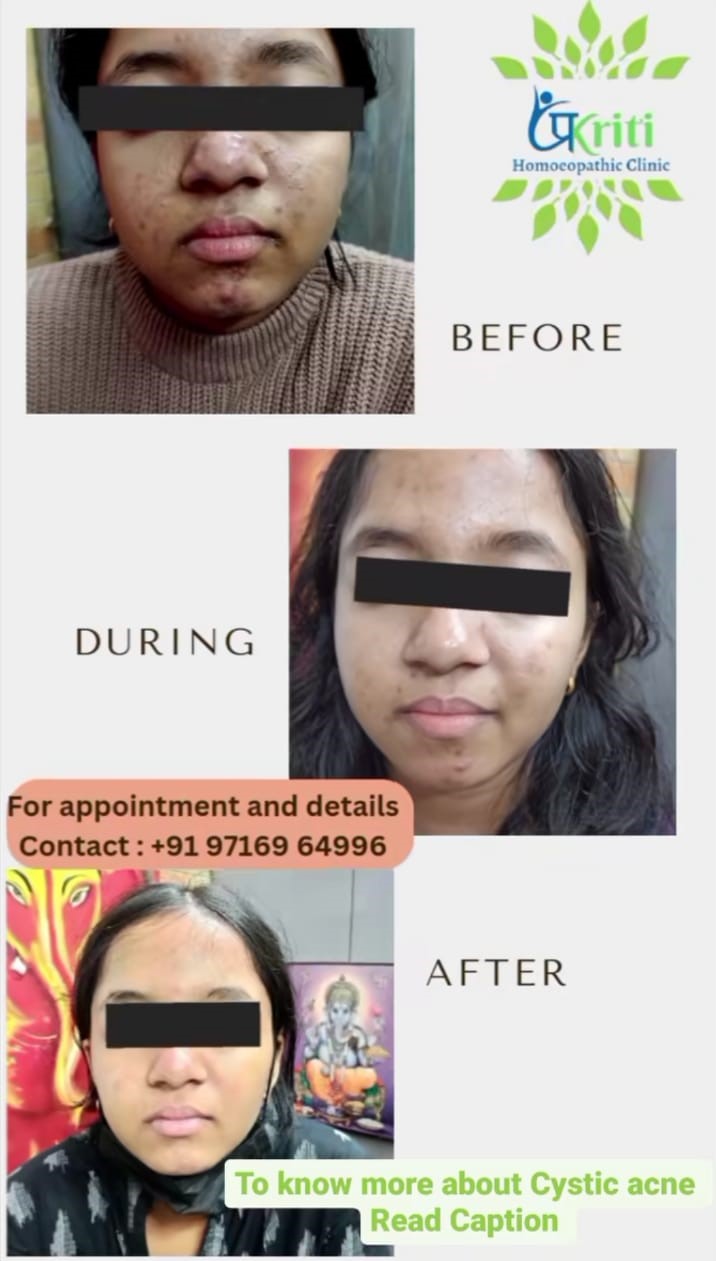 प्रkriti
Homoeopathic Clinic
BEFORE
DURING
For appointment and details
Contact : +91 97169 64996
AFTER
To know more about Cystic acne
Read Caption